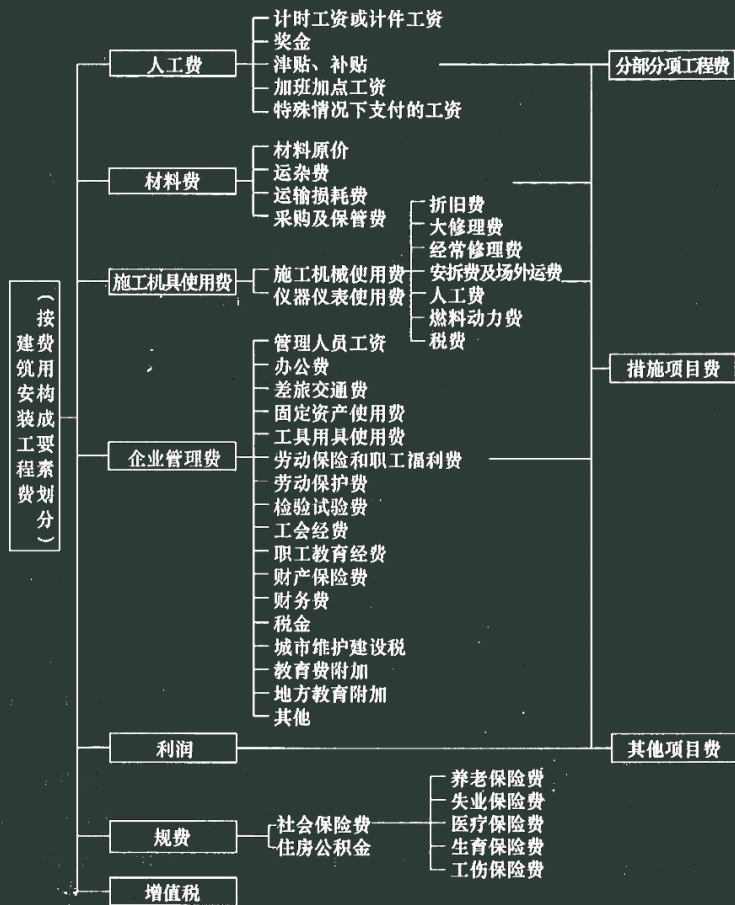 建筑安装工程费
（按费用构成要素划分）
人工费
计时工资或计件工资
奖金
津贴、补贴
加班加点工资
特殊情况下支付的工资
分部分项工程费
材料费
材料原价
运杂费
运输损耗费
采购及保管费
施工机具使用费
施工机械使用费
仪器仪表使用费
折旧费
大修理费
经常修理费
安拆费及场外运费
人工费
燃料动力费
税费
措施项目费
企业管理费
管理人员工资
办公费
差旅交通费
固定资产使用费
工具用具使用费
劳动保险和职工福利费
劳动保护费
检验试验费
工会经费
职工教育经费
财产保险费
财务费
税金
城市维护建设税
教育费附加
地方教育附加
其他
利润
其他项目费
规费
社会保险费
住房公积金
养老保险费
失业保险费
医疗保险费
生育保险费
工伤保险费
增值税